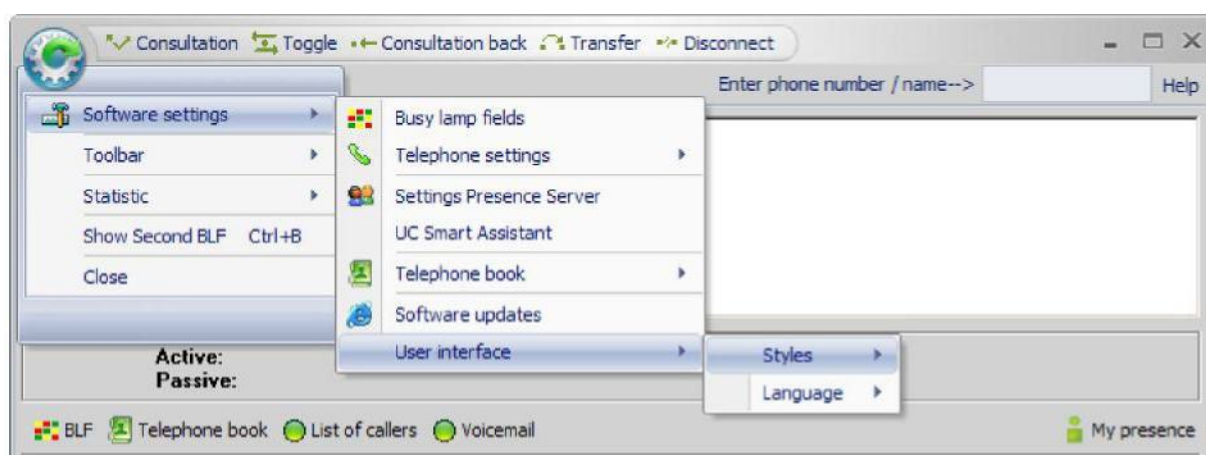 Consultation Toggle Consultation back Transfer Disconnect
Enter phone number / name--> Help
Software settings
Toolbar
Statistic
Show Second BLF Ctrl+B
Close
Busy lamp fields
Telephone settings
Settings Presence Server
UC Smart Assistant
Telephone book
Software updates
User interface
Styles
Language
Active:
Passive:
BLF Telephone book List of callers Voicemail My presence